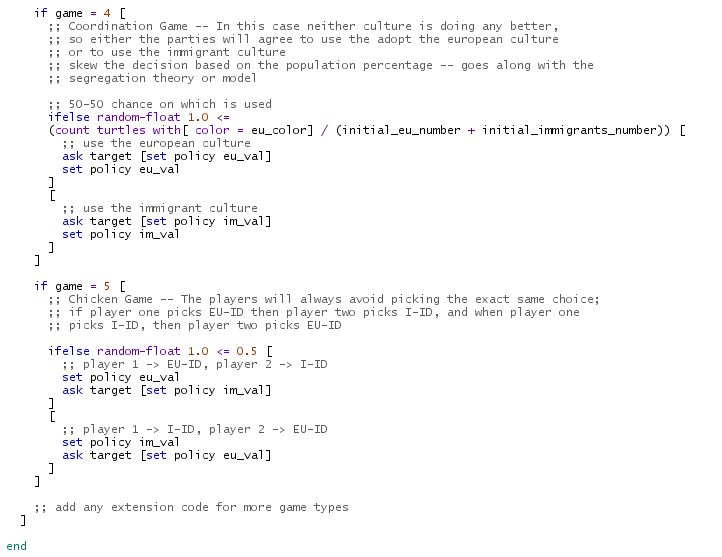 if game = 4 [
;; Coordination Game -- In this case neither culture is doing any better,
;; so either the parties will agree to use the adopt the european culture
;; or to use the immigrant culture
;; skew the decision based on the population percentage -- goes along with the
;; segregation theory or model
;; 50-50 chance on which is used
ifelse random-float 1.0 <=
(count turtles with[ color = eu_color] / (initial_eu_number + initial_immigrants_number)) [
;; use the european culture
ask target [set policy eu_val]
set policy eu_val
]
[
;; use the immigrant culture
ask target [set policy im_val]
set policy im_val
]
]
if game = 5 [
;; Chicken Game -- The players will always avoid picking the exact same choice;
;; if player one picks EU-ID then player two picks I-ID, and when player one
;; picks I-ID, then player two picks EU-ID
ifelse random-float 1.0 <= 0.5 [
;; player 1 -> EU-ID, player 2 -> I-ID
set policy eu_val
ask target [set policy im_val]
]
[
;; player 1 -> I-ID, player 2 -> EU-ID
set policy im_val
ask target [set policy eu_val]
]
]
;; add any extension code for more game types
]
end